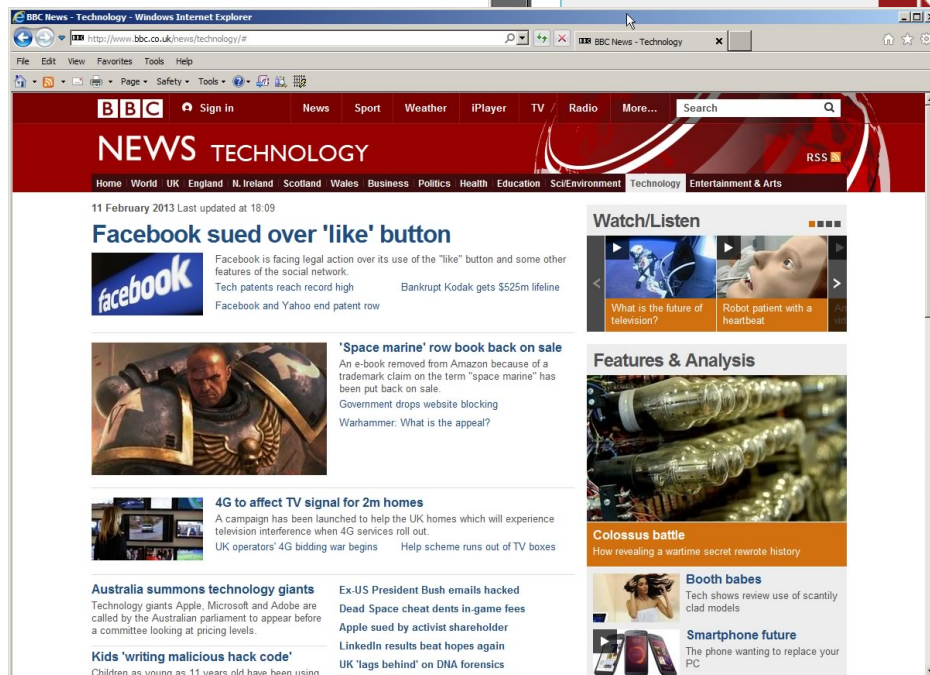 BBC News - Technology - Windows Internet Explorer
http://www.bbc.co.uk/news/technology/#
BBC News - Technology
File Edit View Favorites Tools Help
Page Safety Tools
BBC Sign in News Sport Weather iPlayer TV Radio More... Search
NEWS TECHNOLOGY
RSS
Home World UK England N. Ireland Scotland Wales Business Politics Health Education Sci/Environment Technology Entertainment & Arts
11 February 2013 Last updated at 18:09
Facebook sued over 'like' button
facebook
Facebook is facing legal action over its use of the "like" button and some other
features of the social network.
Tech patents reach record high Bankrupt Kodak gets $525m lifeline
Facebook and Yahoo end patent row
'Space marine' row book back on sale
An e-book removed from Amazon because of a
trademark claim on the term "space marine" has
been put back on sale.
Government drops website blocking
Warhammer: What is the appeal?
4G to affect TV signal for 2m homes
A campaign has been launched to help the UK homes which will experience
television interference when 4G services roll out.
UK operators' 4G bidding war begins Help scheme runs out of TV boxes
Australia summons technology giants
Technology giants Apple, Microsoft and Adobe are
called by the Australian parliament to appear before
a committee looking at pricing levels.
Kids 'writing malicious hack code'
Children as young as 11 years old have been using
Ex-US President Bush emails hacked
Dead Space cheat dents in-game fees
Apple sued by activist shareholder
LinkedIn results beat hopes again
UK 'lags behind' on DNA forensics
Watch/Listen
What is the future of
television?
Robot patient with a
heartbeat
Features & Analysis
Colossus battle
How revealing a wartime secret rewrote history
Booth babes
Tech shows review use of scantily
clad models
Smartphone future
The phone wanting to replace your
PC